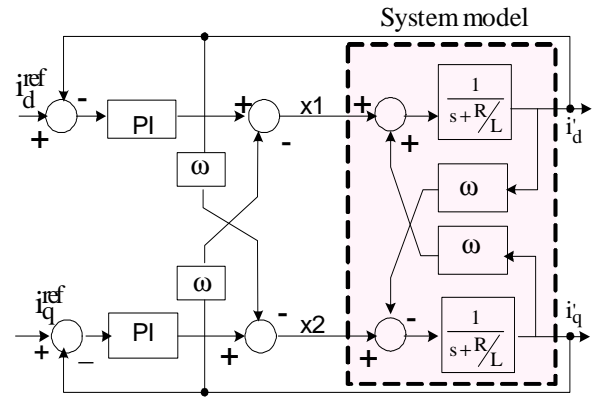 System model
i_d^ref
-
+
PI
+
x1
-
+
+
1
s+R/L
i'_d
ω
ω
ω
ω
i_q^ref
+
−
PI
-
+
x2
-
+
1
s+R/L
i'_q